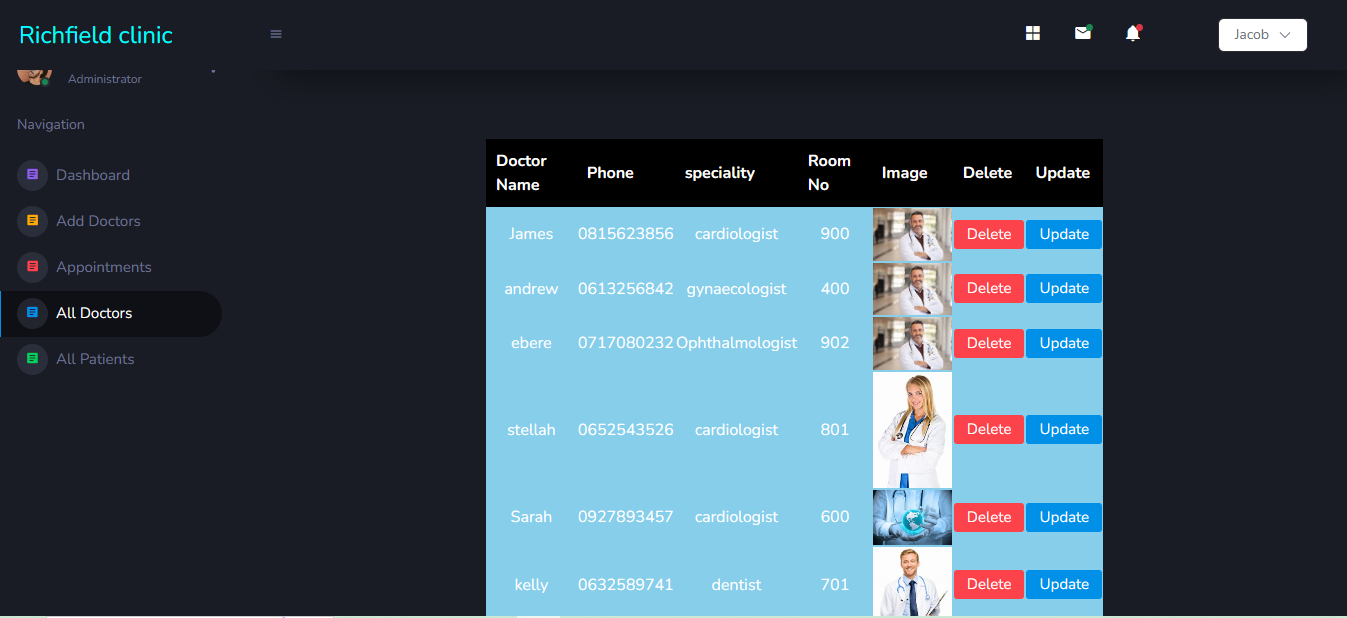 Richfield clinic
Jacob
Administrator
Navigation
Dashboard
Add Doctors
Appointments
All Doctors
All Patients
Doctor Name Phone speciality Room No Image Delete Update
James 0815623856 cardiologist 900 Delete Update
andrew 0613256842 gynaecologist 400 Delete Update
ebere 0717080232 Ophthalmologist 902 Delete Update
stellah 0652543526 cardiologist 801 Delete Update
Sarah 0927893457 cardiologist 600 Delete Update
kelly 0632589741 dentist 701 Delete Update